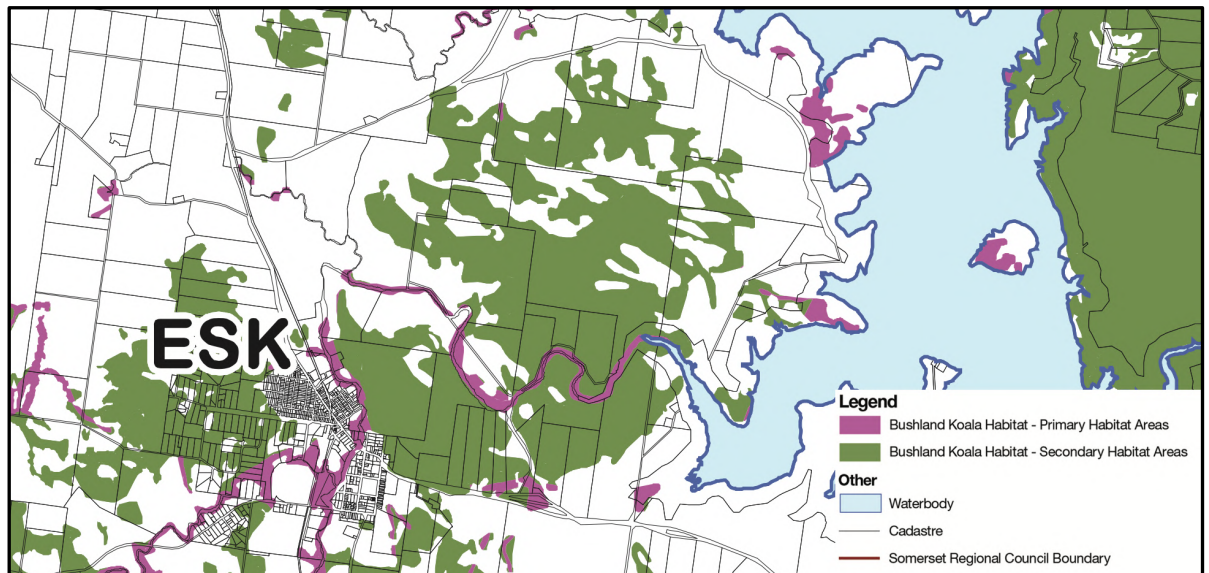 ESK
Legend
Bushland Koala Habitat - Primary Habitat Areas
Bushland Koala Habitat - Secondary Habitat Areas
Other
Waterbody
Cadastre
Somerset Regional Council Boundary